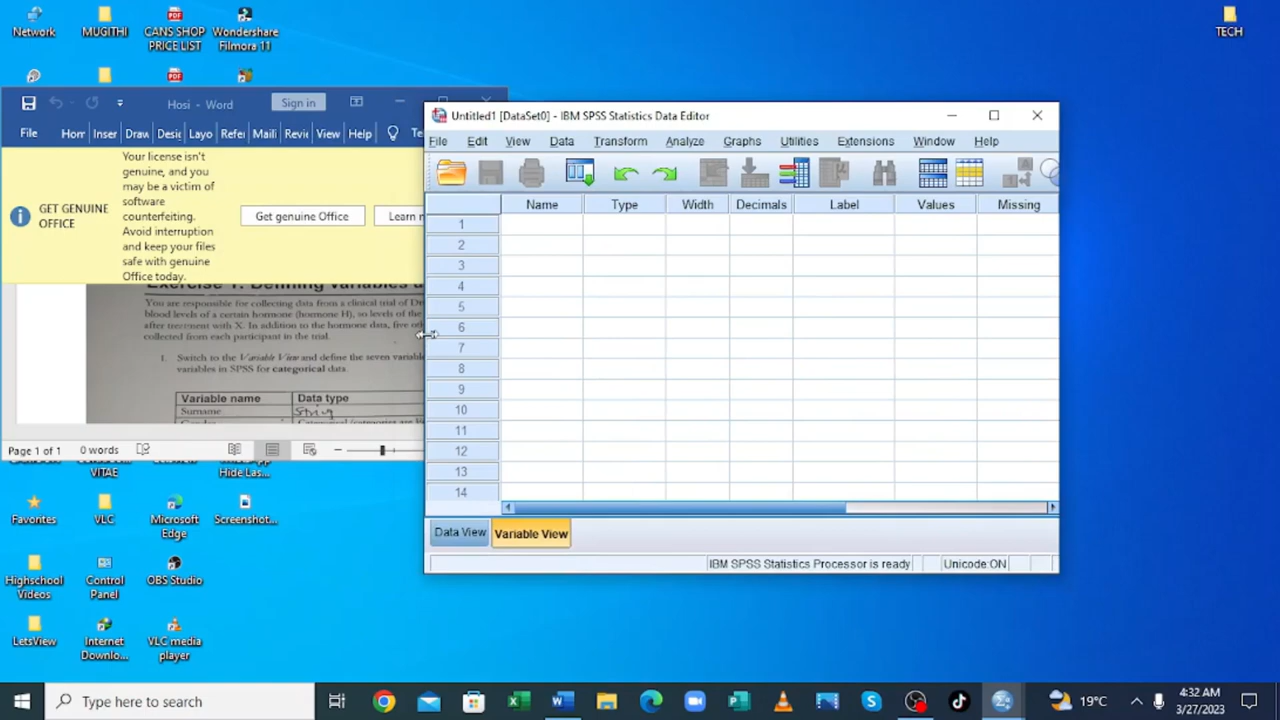 Network
MUGITHI
CANS SHOP
PRICE LIST
Wondershare
Filmora 11
TECH
Hosi - Word
Sign in
File
Hom
Inser
Draw
Desig
Layo
Refer
Maili
Revie
View
Help
GET GENUINE
OFFICE
Your license isn't
genuine, and you
may be a victim of
software
counterfeiting.
Avoid interruption
and keep your files
safe with genuine
Office today.
Get genuine Office
Learn
Exercise 1: Defining variables
You are responsible for collecting data from a clinical trial of
blood levels of a certain hormone (hormone H), so levels of the
after treatment with X. In addition to the hormone data, five
collected from each participant in the trial.
1. Switch to the Variable View and define the seven
variables in SPSS for categorical data.
Variable name
Data type
Surname
String
Page 1 of 1
0 words
Untitled1 [DataSet0] - IBM SPSS Statistics Data Editor
File
Edit
View
Data
Transform
Analyze
Graphs
Utilities
Extensions
Window
Help
Name
Type
Width
Decimals
Label
Values
Missing
1
2
3
4
5
6
7
8
9
10
11
12
13
14
Data View
Variable View
IBM SPSS Statistics Processor is ready
Unicode:ON
VITAE
Hide Las...
Favorites
VLC
Microsoft
Edge
Screenshot...
Highschool
Videos
Control
Panel
OBS Studio
LetsView
Internet
Downlo...
VLC media
player
Type here to search
19°C
4:32 AM
3/27/2023